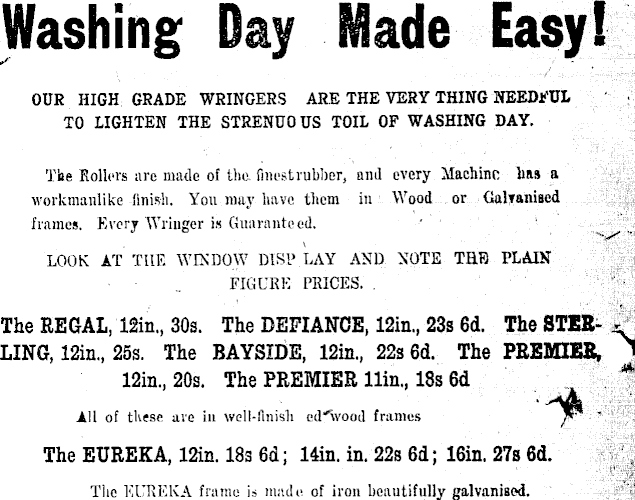 Washing Day Made Easy!
OUR HIGH GRADE WRINGERS ARE THE VERY THING NEEDFUL
TO LIGHTEN THE STRENUOUS TOIL OF WASHING DAY.
The Rollers are made of the finest rubber, and every Machine has a
workmanlike finish. You may have them in Wood or Galvanised
frames. Every Wringer is Guaranteed.
LOOK AT THE WINDOW DISPLAY AND NOTE THE PLAIN
FIGURE PRICES.
The REGAL, 12in., 30s. The DEFIANCE, 12in., 23s 6d. The STER-
LING, 12in., 25s. The BAYSIDE, 12in., 22s 6d. The PREMIER,
12in., 20s. The PREMIER 11in., 18s 6d
All of these are in well-finished wood frames
The EUREKA, 12in. 18s 6d; 14in. in. 22s 6d; 16in. 27s 6d.
The EUREKA frame is made of iron beautifully galvanised.